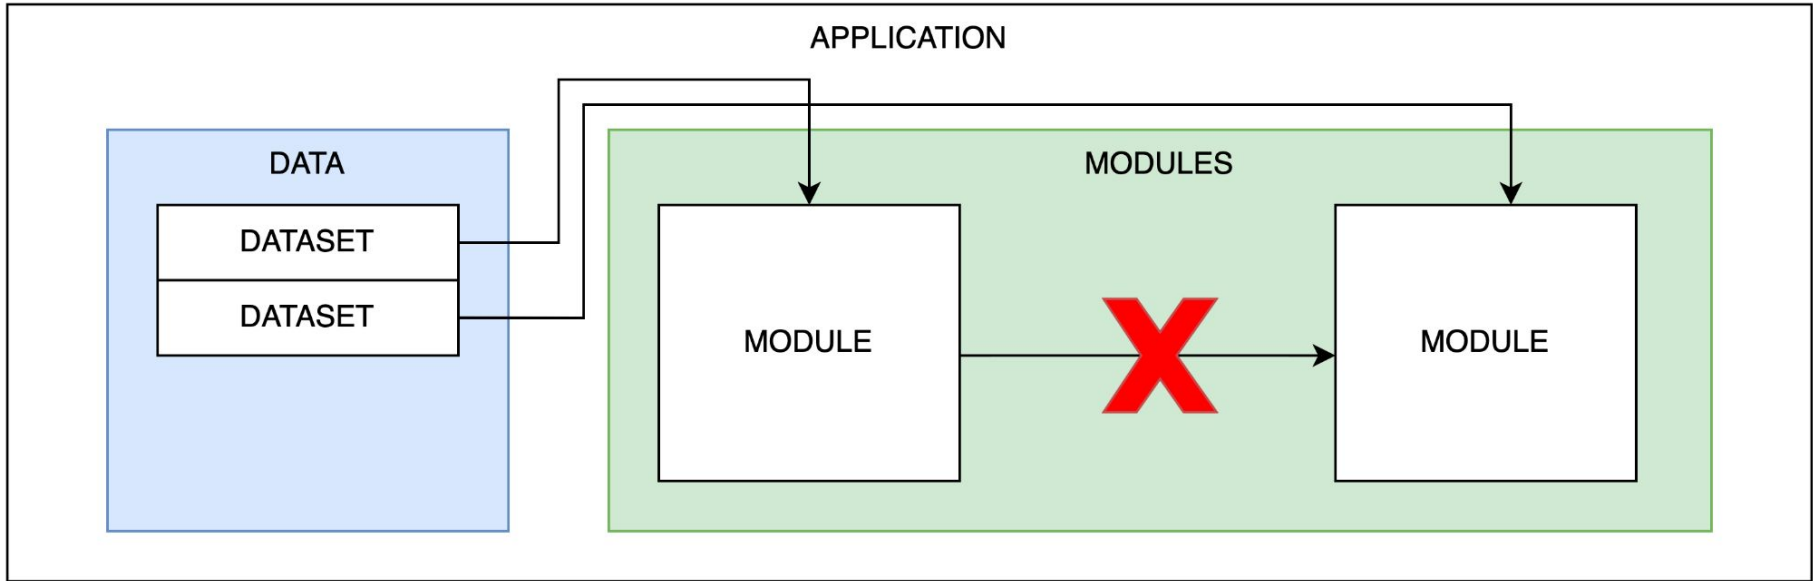 APPLICATION
DATA
MODULES
DATASET
DATASET
MODULE
MODULE